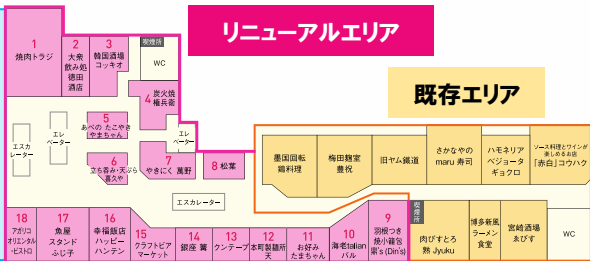 リニューアルエリア
既存エリア
1
焼肉トラジ
2
大衆
飲み処
徳田
酒店
3
韓国酒場
コッキオ
喫煙所
WC
4
炭火焼
権兵衛
5
あべの たこやき
やまちゃん
エスカ
レーター
エレ
ベーター
エレ
ベーター
6
立ち呑み・天ぷら
喜久や
7
やきにく 萬野
8 松葉
エスカレーター
墨国回転
鶏料理
梅田麺室
豊祝
旧ヤム鐵道
さかなやの
maru 寿司
ハモネリア
ベジョータ
ギョクロ
ソース料理とワインが
楽しめるお店
「赤白」コウハク
18
アガリコ
オリエンタル
・ビストロ
17
魚屋
スタンド
ふじ子
16
幸福飯店
ハッピー
ハンテン
15
クラフトビア
マーケット
14
銀座 篝
13
クンテープ
12
本町製麺所
天
11
お好み
たまちゃん
10
海老talian
バル
9
羽根つき
焼小籠包
鼎's (Din's)
喫煙所
肉びすとろ
熟 Jyuku
博多新風
ラーメン
食堂
宮崎酒場
ゑびす
WC